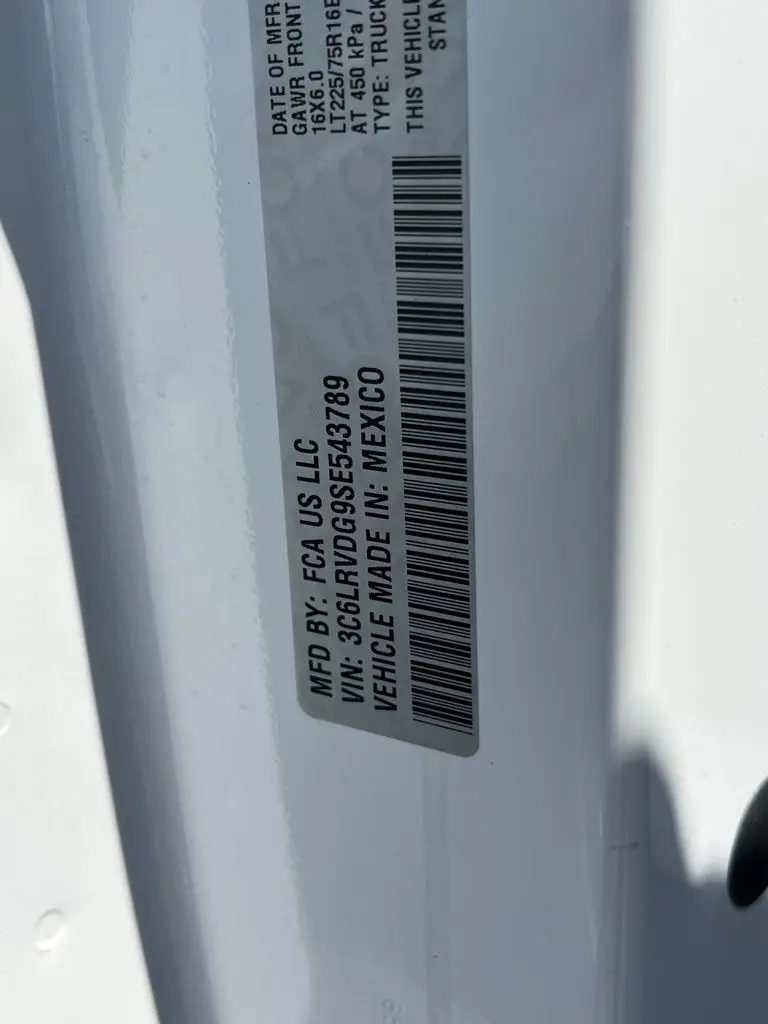 MFD BY: FCA US LLC
VIN: 3C6LRVDG9SE543789
VEHICLE MADE IN: MEXICO
DATE OF MFR
GAWR FRONT
16X6.0
LT225/75R16E
AT 450 kPa /
TYPE: TRUCK
THIS VEHICLE
STAN